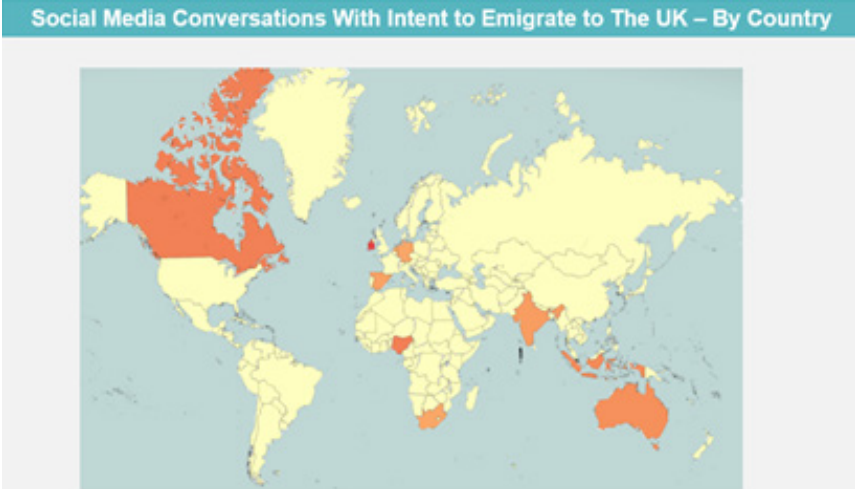 Social Media Conversations With Intent to Emigrate to The UK – By Country